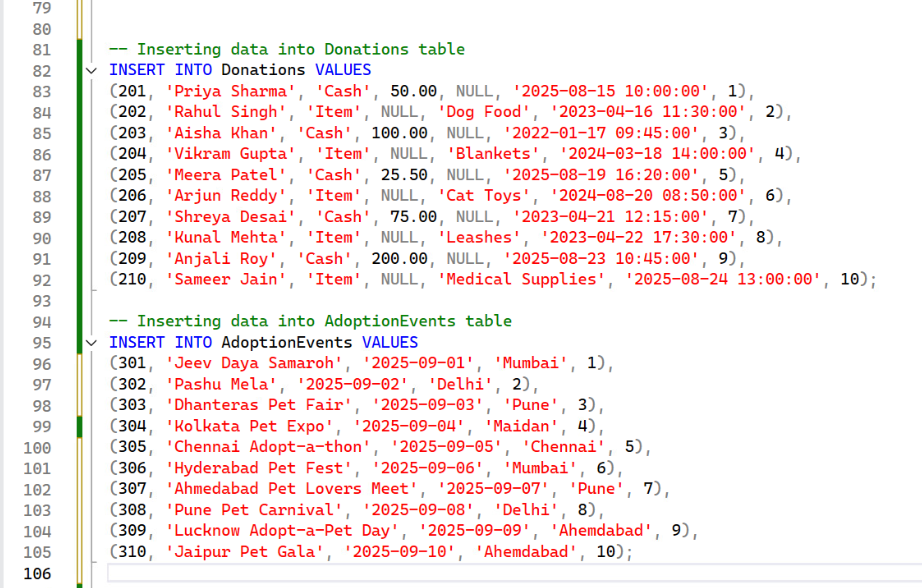 79
80
81 -- Inserting data into Donations table
82 INSERT INTO Donations VALUES
83 (201, 'Priya Sharma', 'Cash', 50.00, NULL, '2025-08-15 10:00:00', 1),
84 (202, 'Rahul Singh', 'Item', NULL, 'Dog Food', '2023-04-16 11:30:00', 2),
85 (203, 'Aisha Khan', 'Cash', 100.00, NULL, '2022-01-17 09:45:00', 3),
86 (204, 'Vikram Gupta', 'Item', NULL, 'Blankets', '2024-03-18 14:00:00', 4),
87 (205, 'Meera Patel', 'Cash', 25.50, NULL, '2025-08-19 16:20:00', 5),
88 (206, 'Arjun Reddy', 'Item', NULL, 'Cat Toys', '2024-08-20 08:50:00', 6),
89 (207, 'Shreya Desai', 'Cash', 75.00, NULL, '2023-04-21 12:15:00', 7),
90 (208, 'Kunal Mehta', 'Item', NULL, 'Leashes', '2023-04-22 17:30:00', 8),
91 (209, 'Anjali Roy', 'Cash', 200.00, NULL, '2025-08-23 10:45:00', 9),
92 (210, 'Sameer Jain', 'Item', NULL, 'Medical Supplies', '2025-08-24 13:00:00', 10);
93
94 -- Inserting data into AdoptionEvents table
95 INSERT INTO AdoptionEvents VALUES
96 (301, 'Jeev Daya Samaroh', '2025-09-01', 'Mumbai', 1),
97 (302, 'Pashu Mela', '2025-09-02', 'Delhi', 2),
98 (303, 'Dhanteras Pet Fair', '2025-09-03', 'Pune', 3),
99 (304, 'Kolkata Pet Expo', '2025-09-04', 'Maidan', 4),
100 (305, 'Chennai Adopt-a-thon', '2025-09-05', 'Chennai', 5),
101 (306, 'Hyderabad Pet Fest', '2025-09-06', 'Mumbai', 6),
102 (307, 'Ahmedabad Pet Lovers Meet', '2025-09-07', 'Pune', 7),
103 (308, 'Pune Pet Carnival', '2025-09-08', 'Delhi', 8),
104 (309, 'Lucknow Adopt-a-Pet Day', '2025-09-09', 'Ahemdabad', 9),
105 (310, 'Jaipur Pet Gala', '2025-09-10', 'Ahemdabad', 10);
106